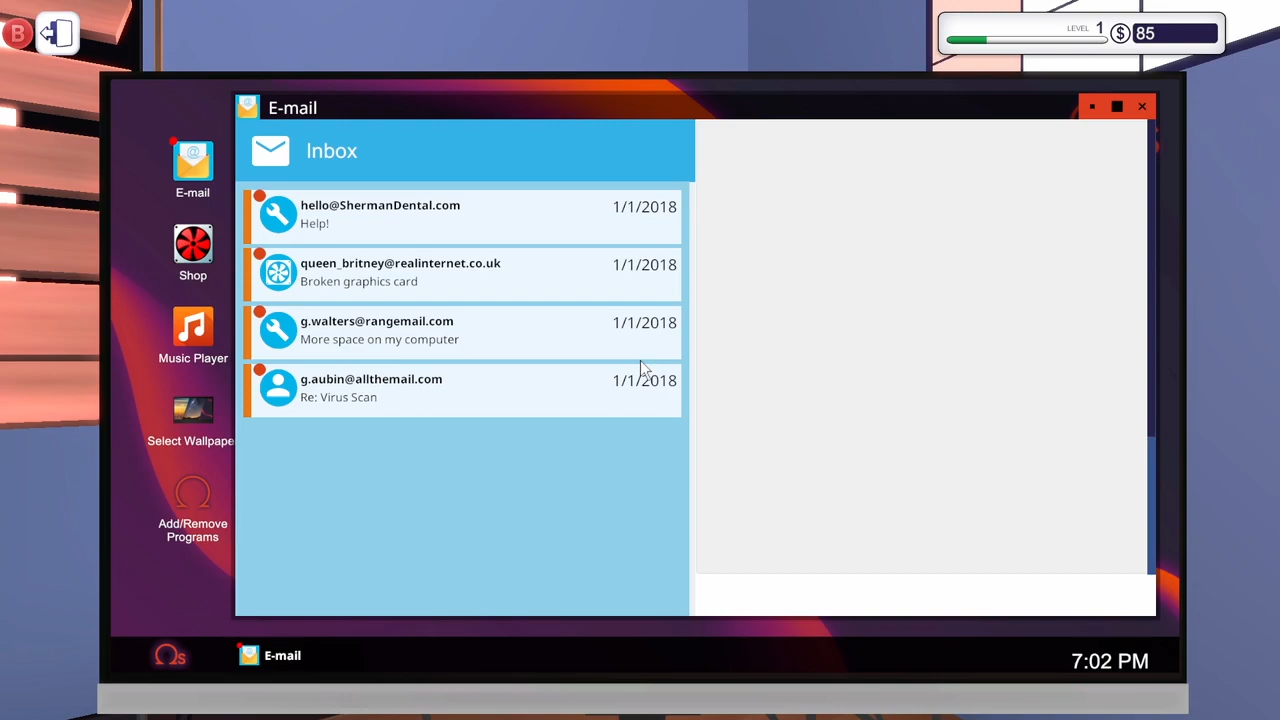 B
LEVEL 1
$ 85
E-mail
Inbox
hello@ShermanDental.com
1/1/2018
Help!
queen_britney@realinternet.co.uk
1/1/2018
Broken graphics card
g.walters@rangemail.com
1/1/2018
More space on my computer
g.aubin@allthemail.com
1/1/2018
Re: Virus Scan
E-mail
Shop
Music Player
Select Wallpape
Add/Remove
Programs
Ωs
E-mail
7:02 PM